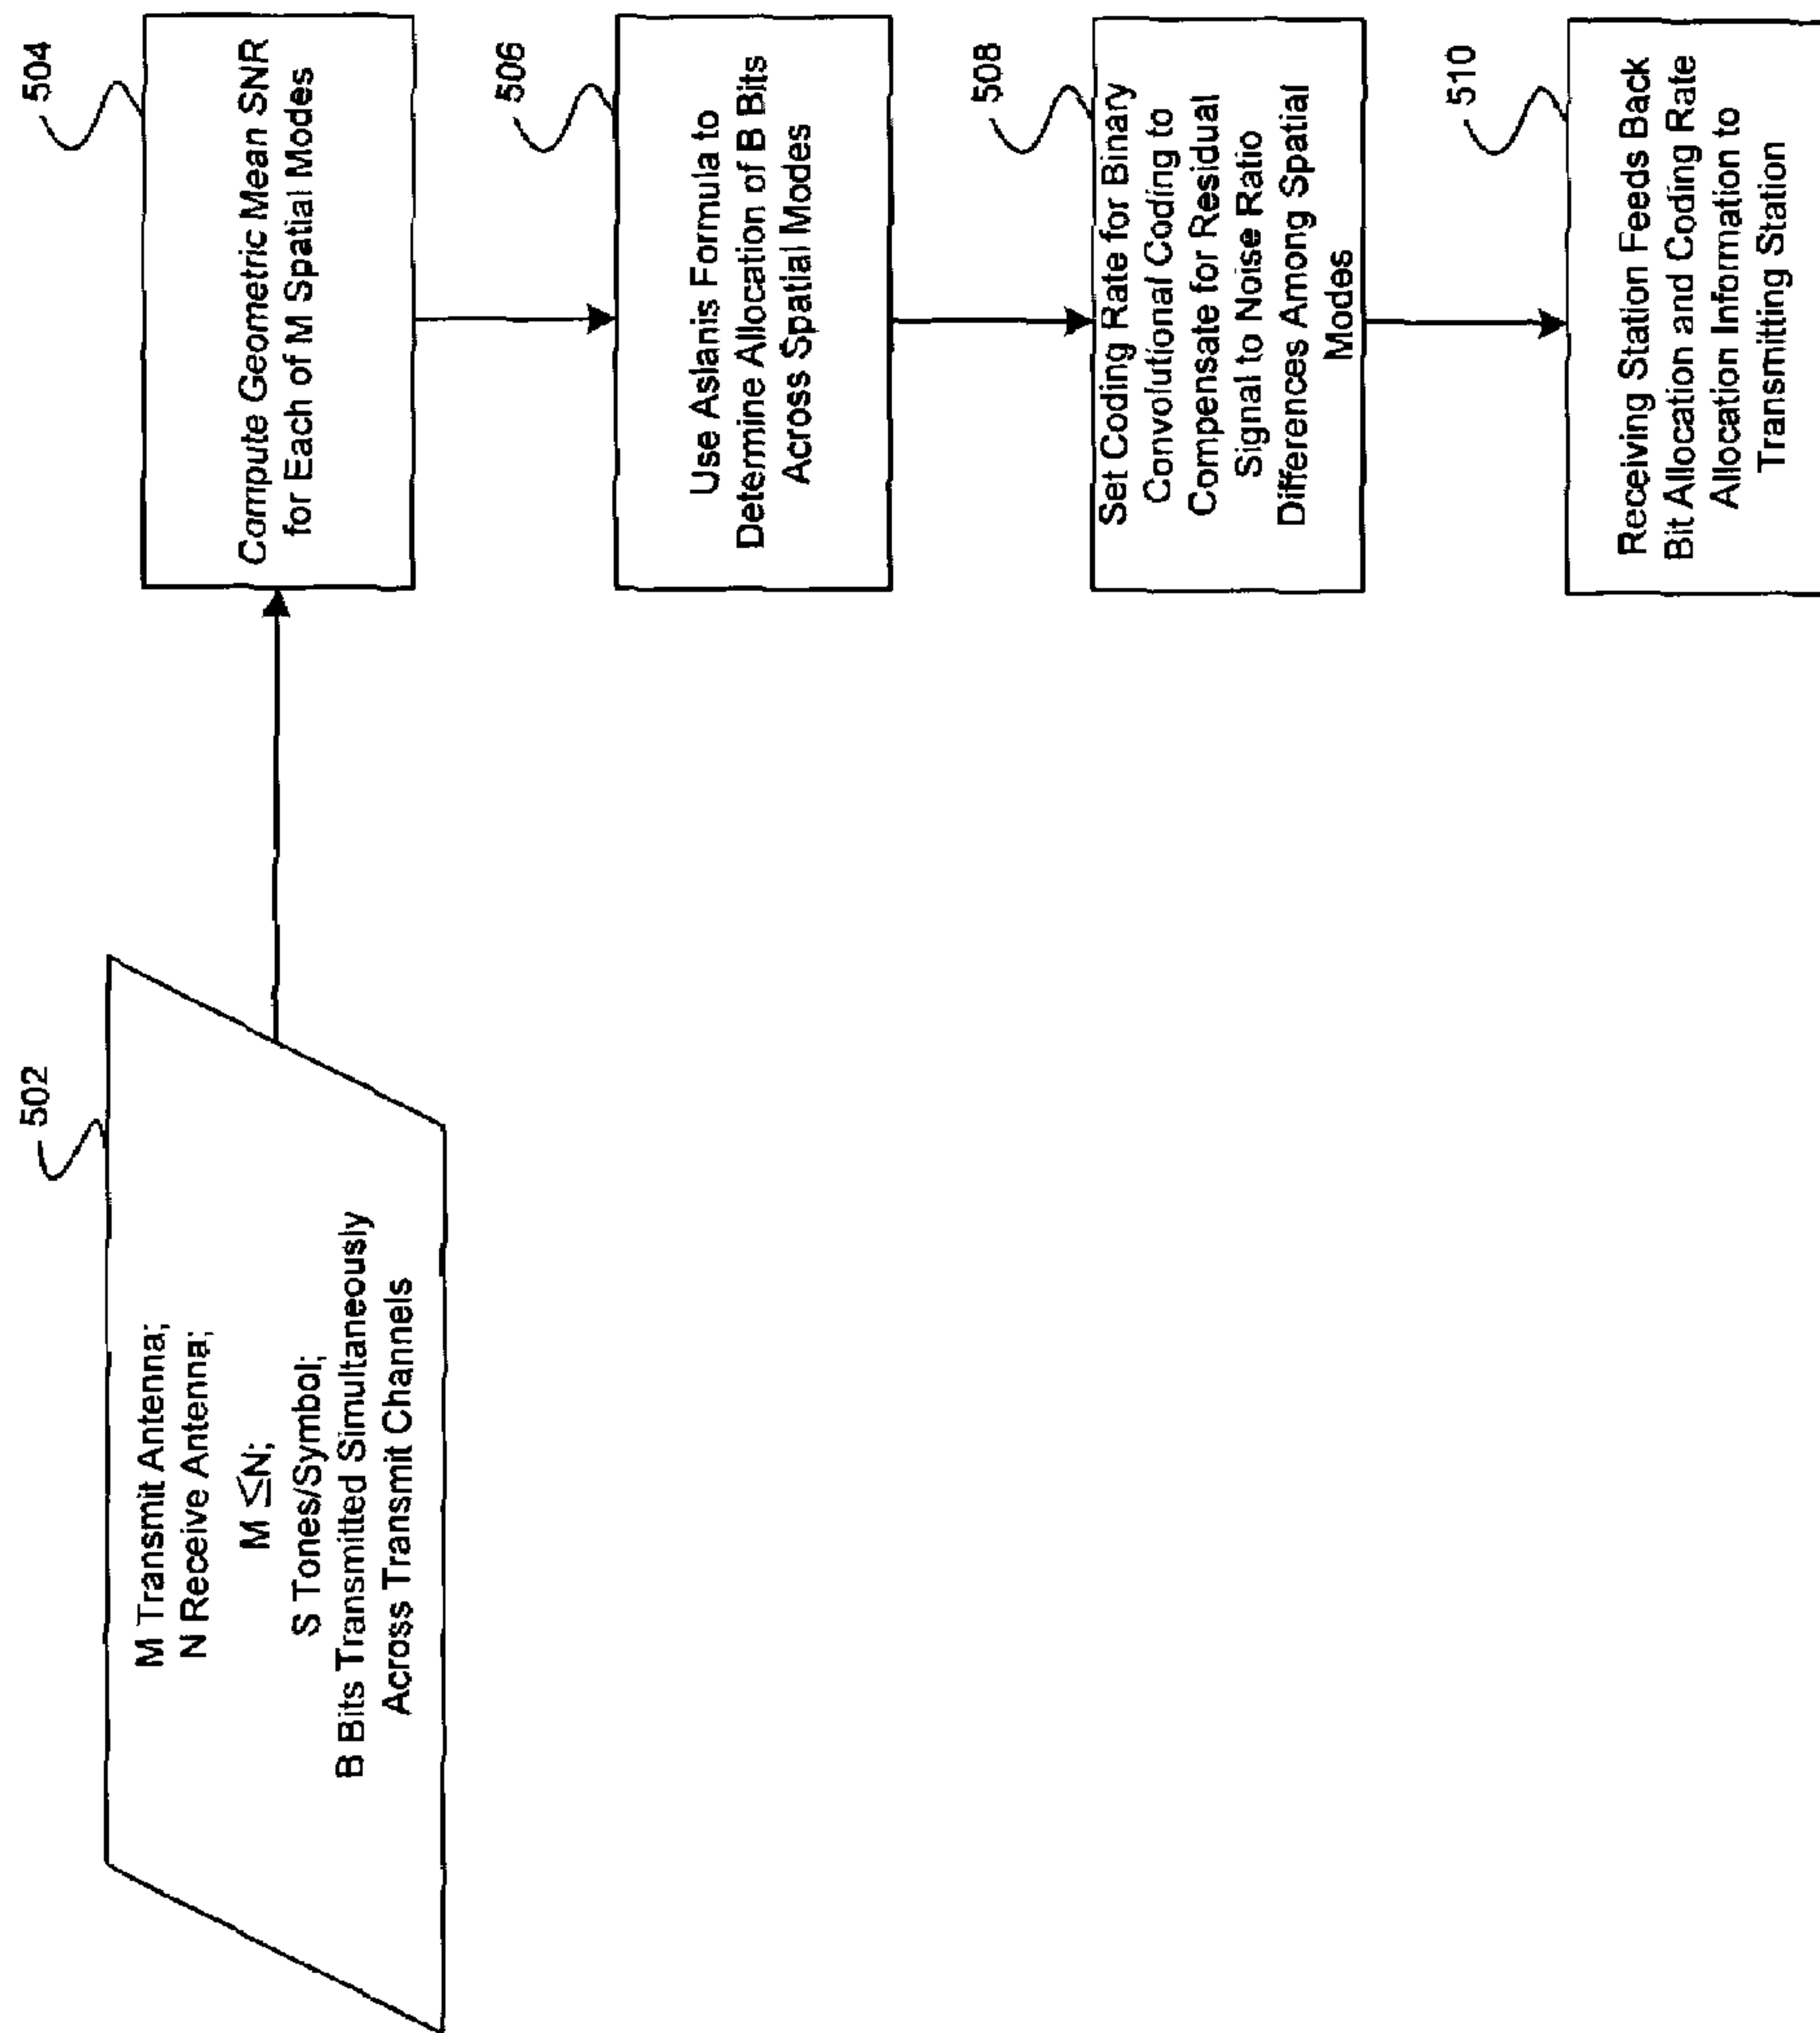 502
M Transmit Antenna;
N Receive Antenna;
M ≤N;
S Tones/Symbol;
B Bits Transmitted Simultaneously
Across Transmit Channels
504
Compute Geometric Mean SNR
for Each of M Spatial Modes
506
Use Aslanis Formula to
Determine Allocation of B Bits
Across Spatial Modes
508
Set Coding Rate for Binary
Convolutional Coding to
Compensate for Residual
Signal to Noise Ratio
Differences Among Spatial
Modes
510
Receiving Station Feeds Back
Bit Allocation and Coding Rate
Allocation Information to
Transmitting Station